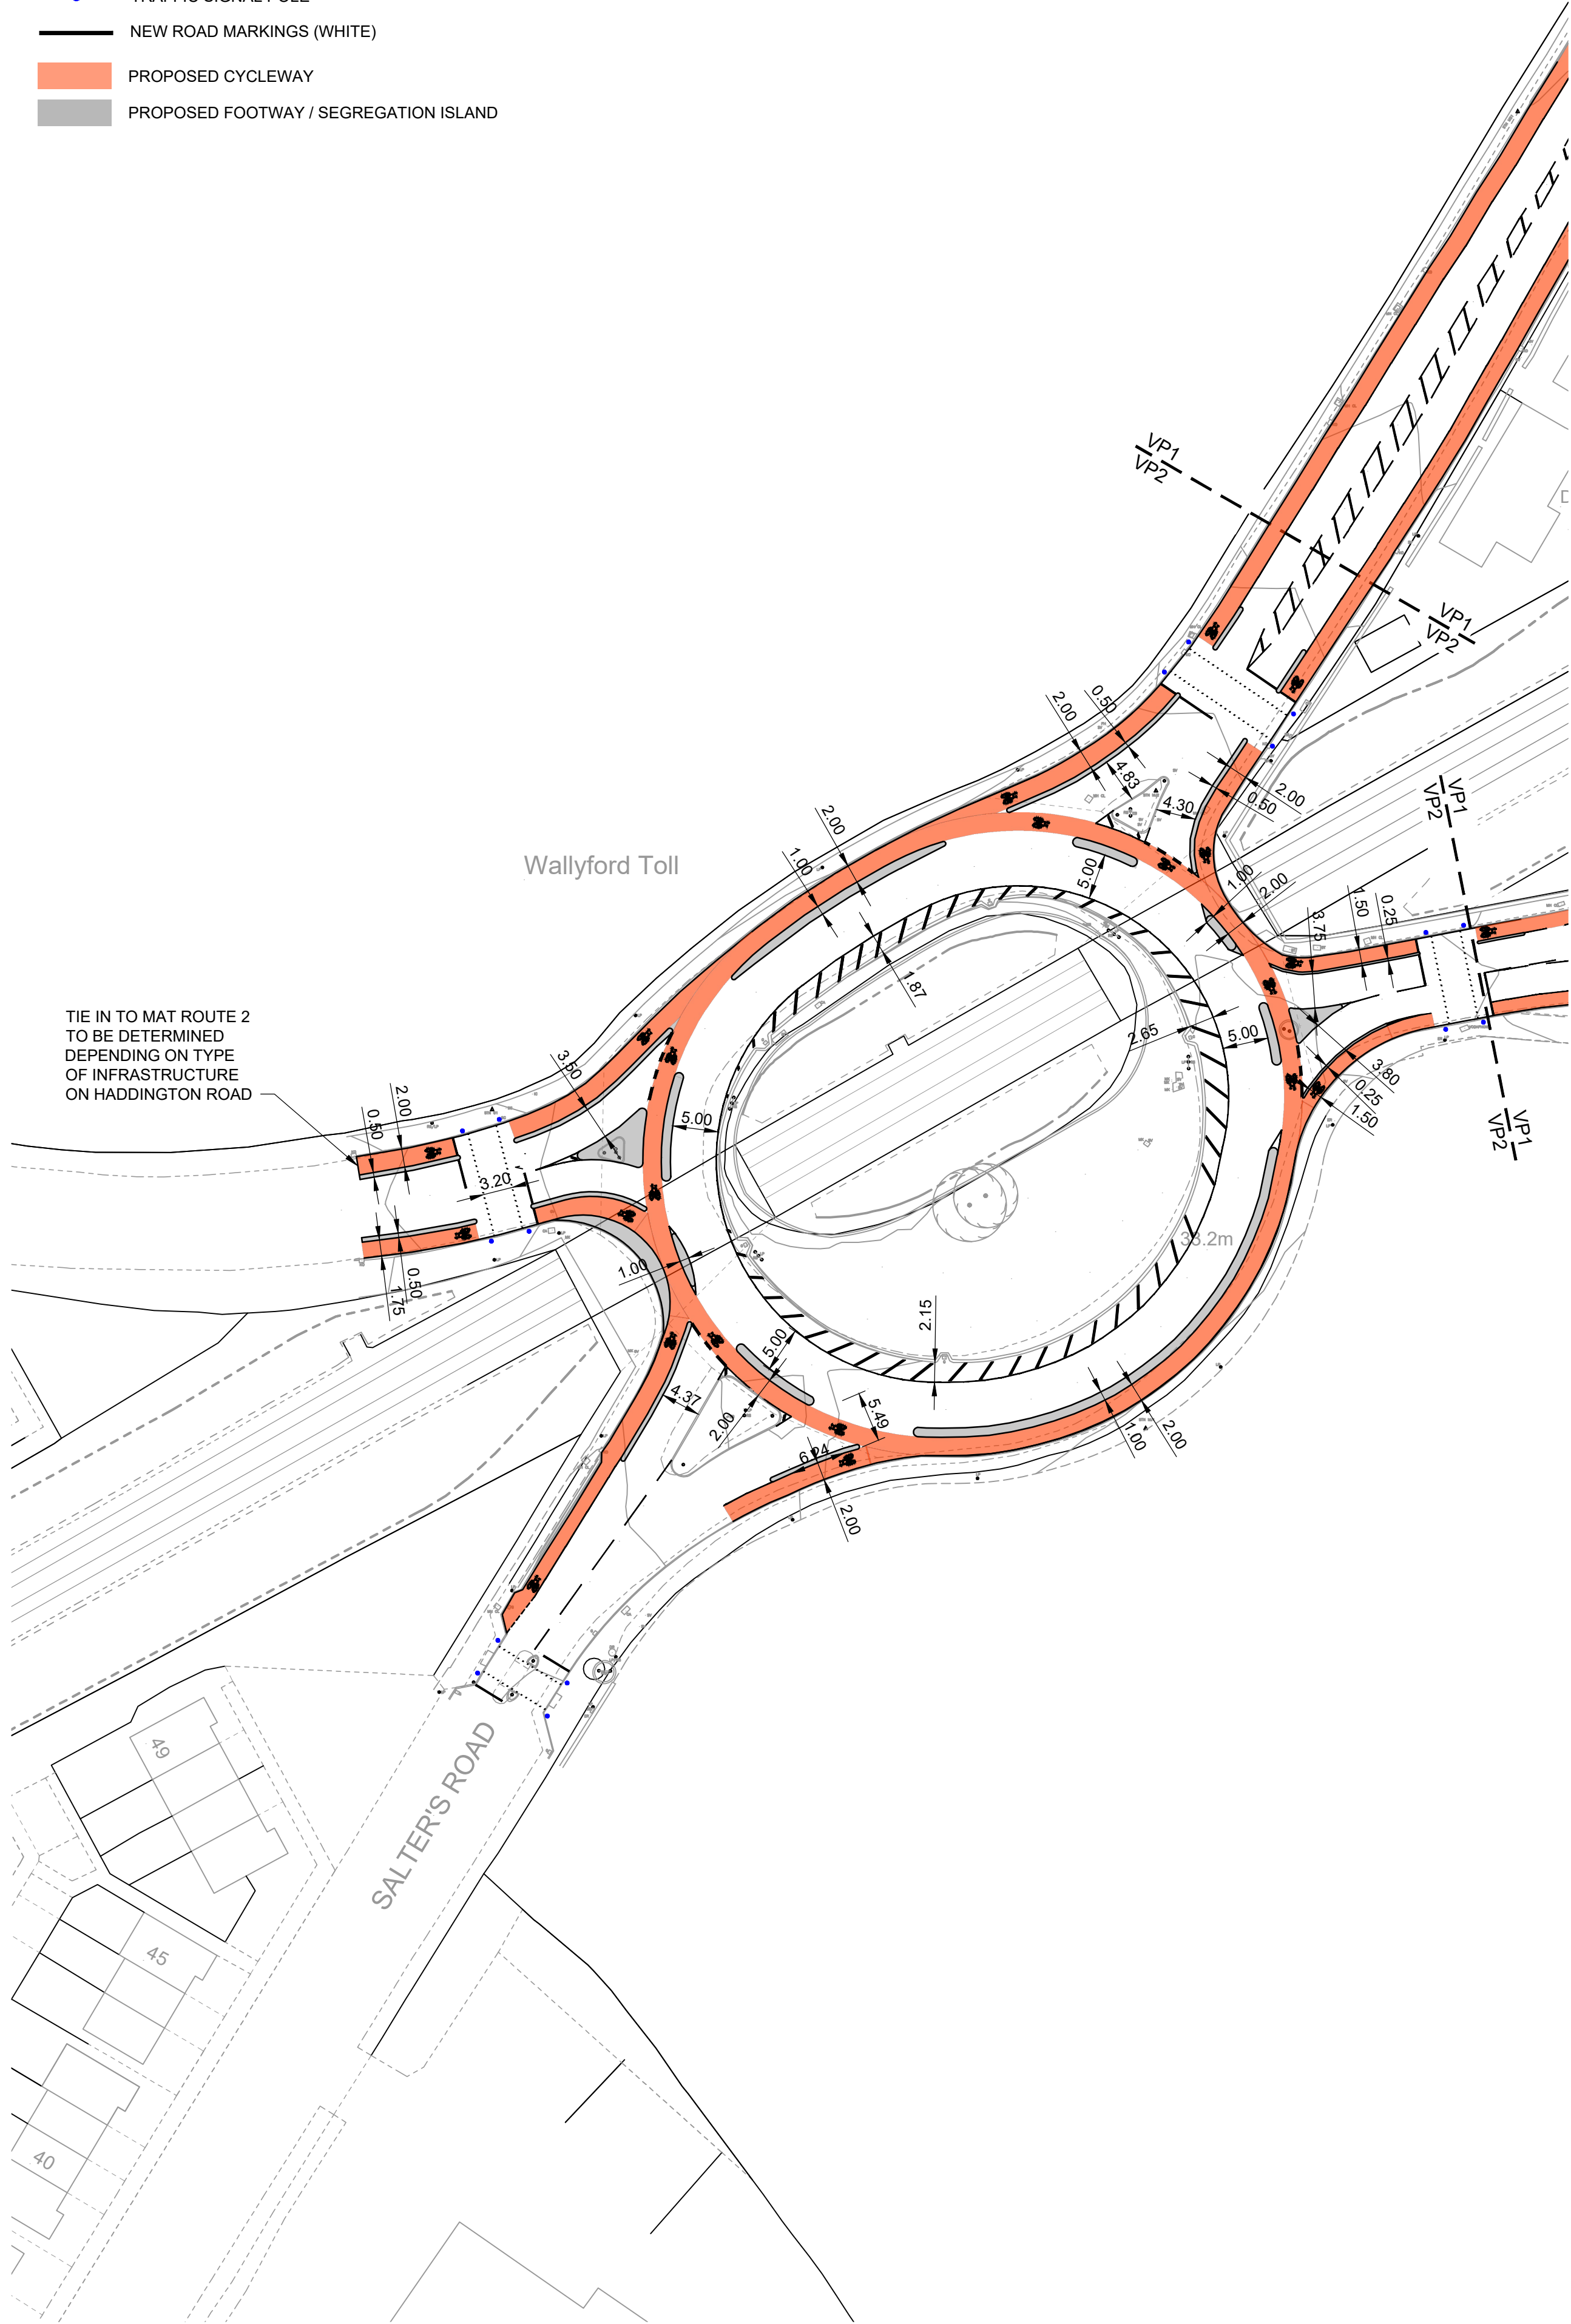 TRAFFIC SIGNAL POLE
NEW ROAD MARKINGS (WHITE)
PROPOSED CYCLEWAY
PROPOSED FOOTWAY / SEGREGATION ISLAND
VP1
VP2
VP1
VP2
2.00
0.50
4.83
4.30
0.50
2.00
VP1
VP2
2.00
1.00
Wallyford Toll
5.00
1.00
2.00
1.50
0.25
3.75
1.87
2.65
5.00
TIE IN TO MAT ROUTE 2
TO BE DETERMINED
DEPENDING ON TYPE
OF INFRASTRUCTURE
ON HADDINGTON ROAD
3.50
2.00
0.50
5.00
3.80
0.25
1.50
VP1
VP2
3.20
33.2m
1.00
0.50
1.75
2.15
5.00
4.37
2.00
5.49
6.24
1.00
2.00
2.00
SALTER'S ROAD
49
45
40